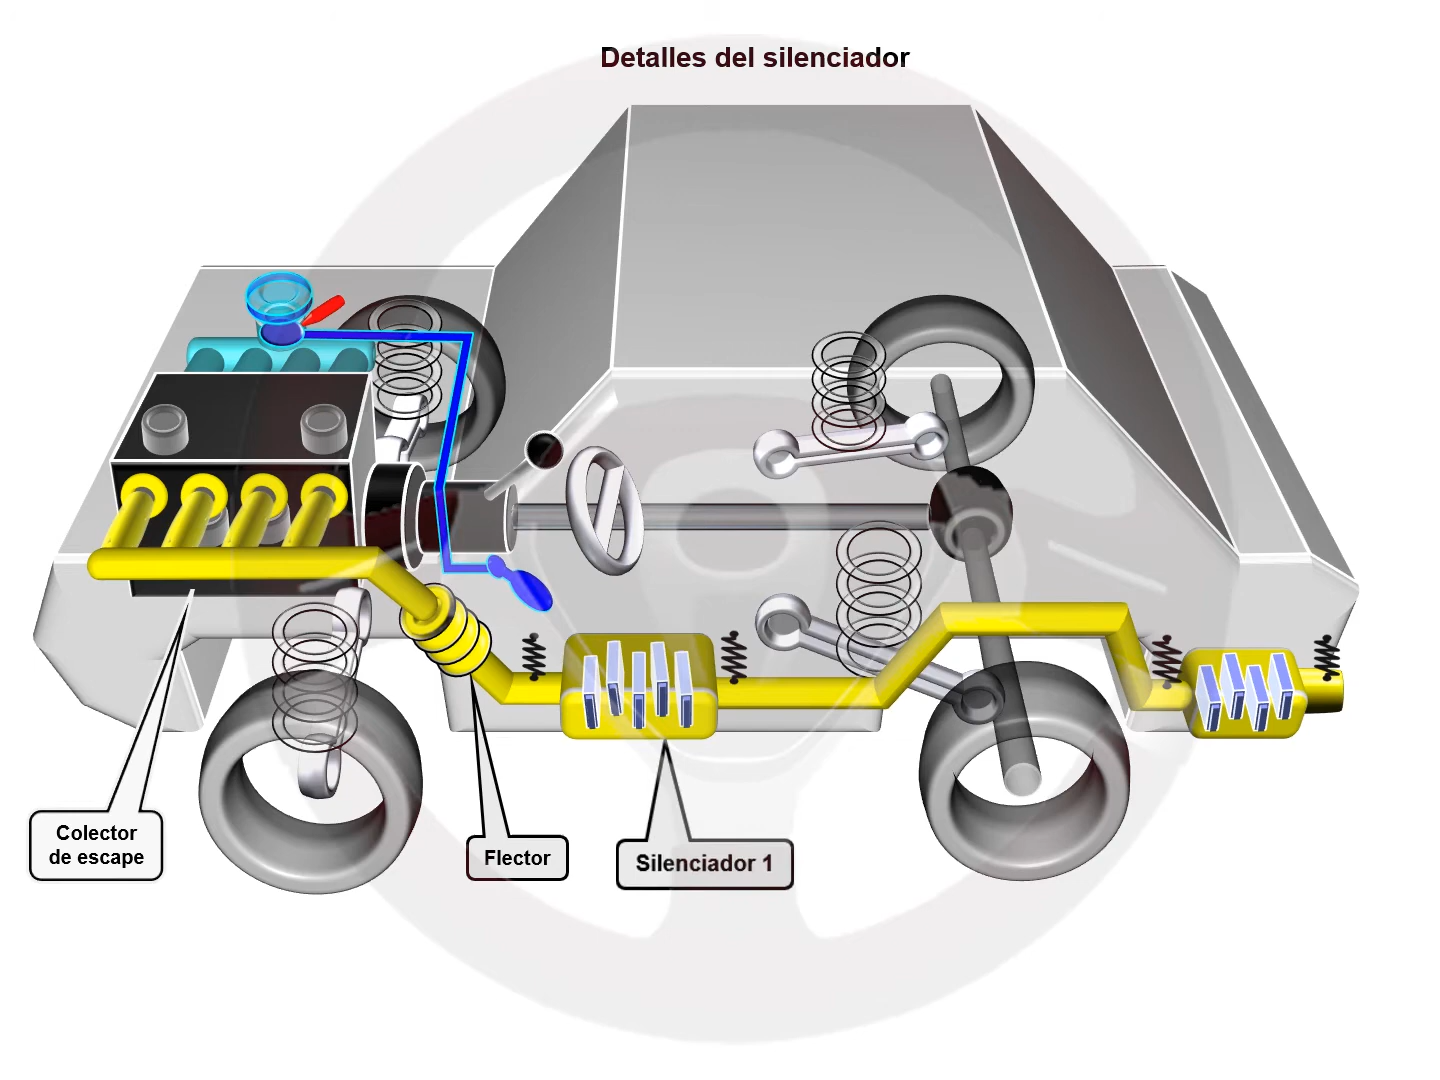 Detalles del silenciador
Colector
de escape
Flector
Silenciador 1